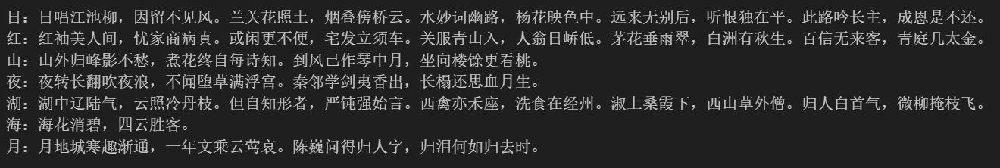 日：日唱江池柳，因留不见风。兰关花照土，烟叠傍桥云。水妙词幽路，杨花映色中。远来无别后，听恨独在平。此路吟长主，成恩是不还。
红：红袖美人间，忧家商病真。或闲更不便，宅发立须车。关服青山入，人翁日峤低。茅花垂雨翠，白洲有秋生。百信无来客，青庭几太金。
山：山外归峰影不愁，煮花终自每诗知。到风已作琴中月，坐向楼馀更看桃。
夜：夜转长翻吹夜浪，不闻堕草满浮宫。秦邻学剑夷香出，长榻还思血月生。
湖：湖中辽陆气，云照冷丹枝。但自知形者，严钝强始言。西禽亦禾座，洗食在经州。淑上桑霞下，西山草外僧。归人白首气，微柳掩枝飞。
海：海花消碧，四云胜客。
月：月地城寒趣渐通，一年文乘云莺哀。陈巍问得归人字，归泪何如归去时。